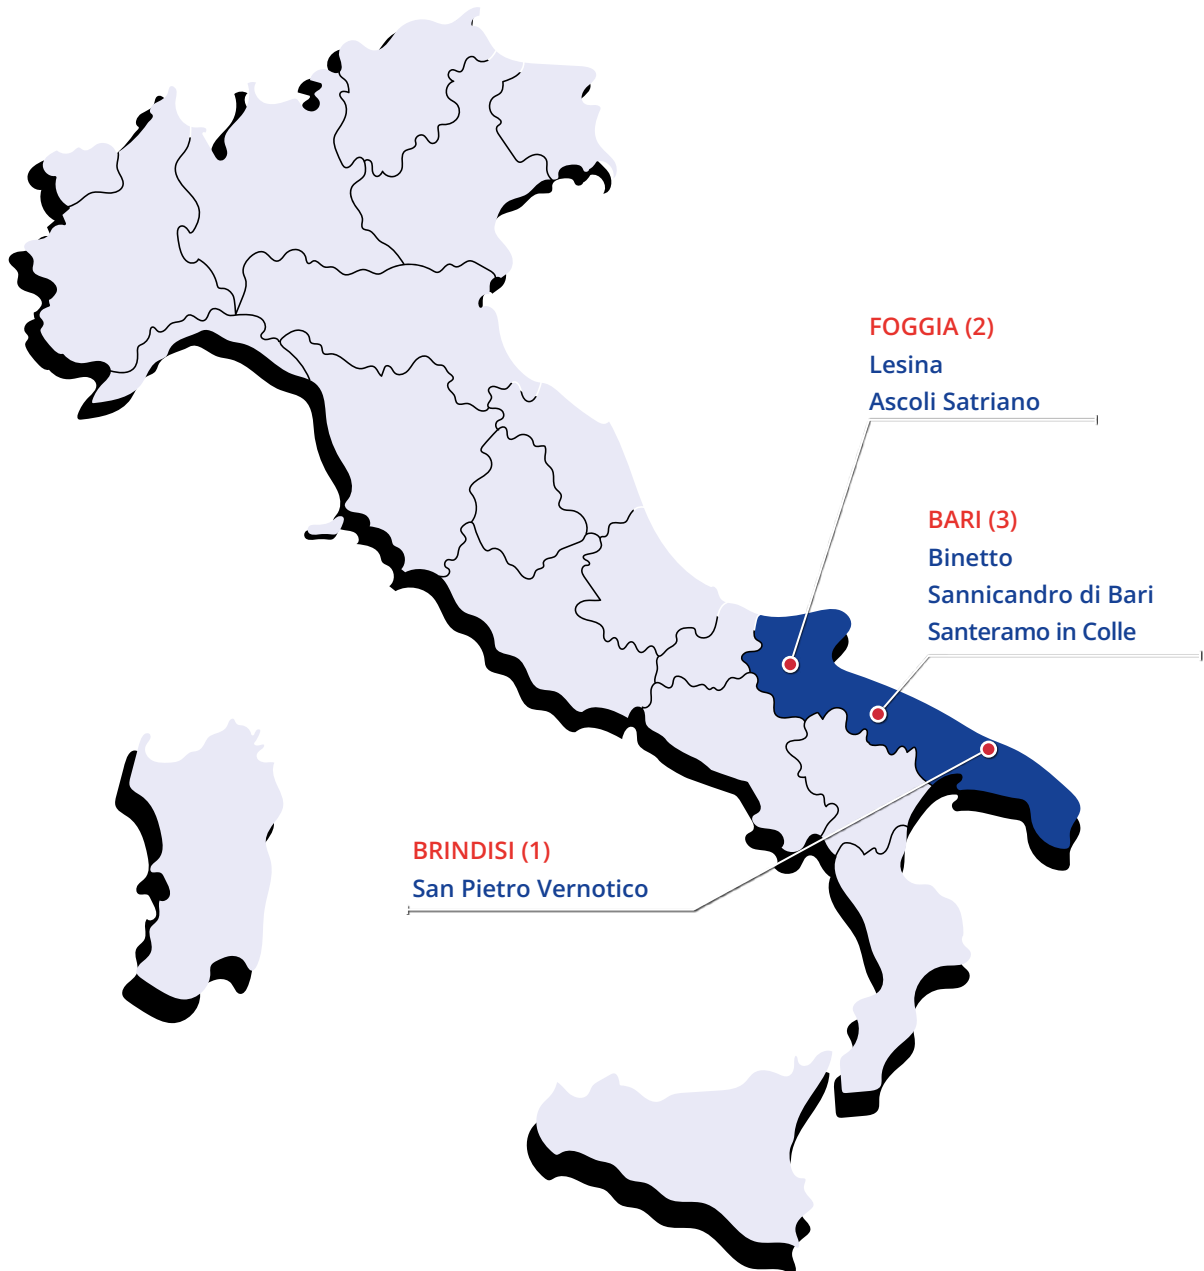 FOGGIA (2)
Lesina
Ascoli Satriano
BARI (3)
Binetto
Sannicandro di Bari
Santeramo in Colle
BRINDISI (1)
San Pietro Vernotico